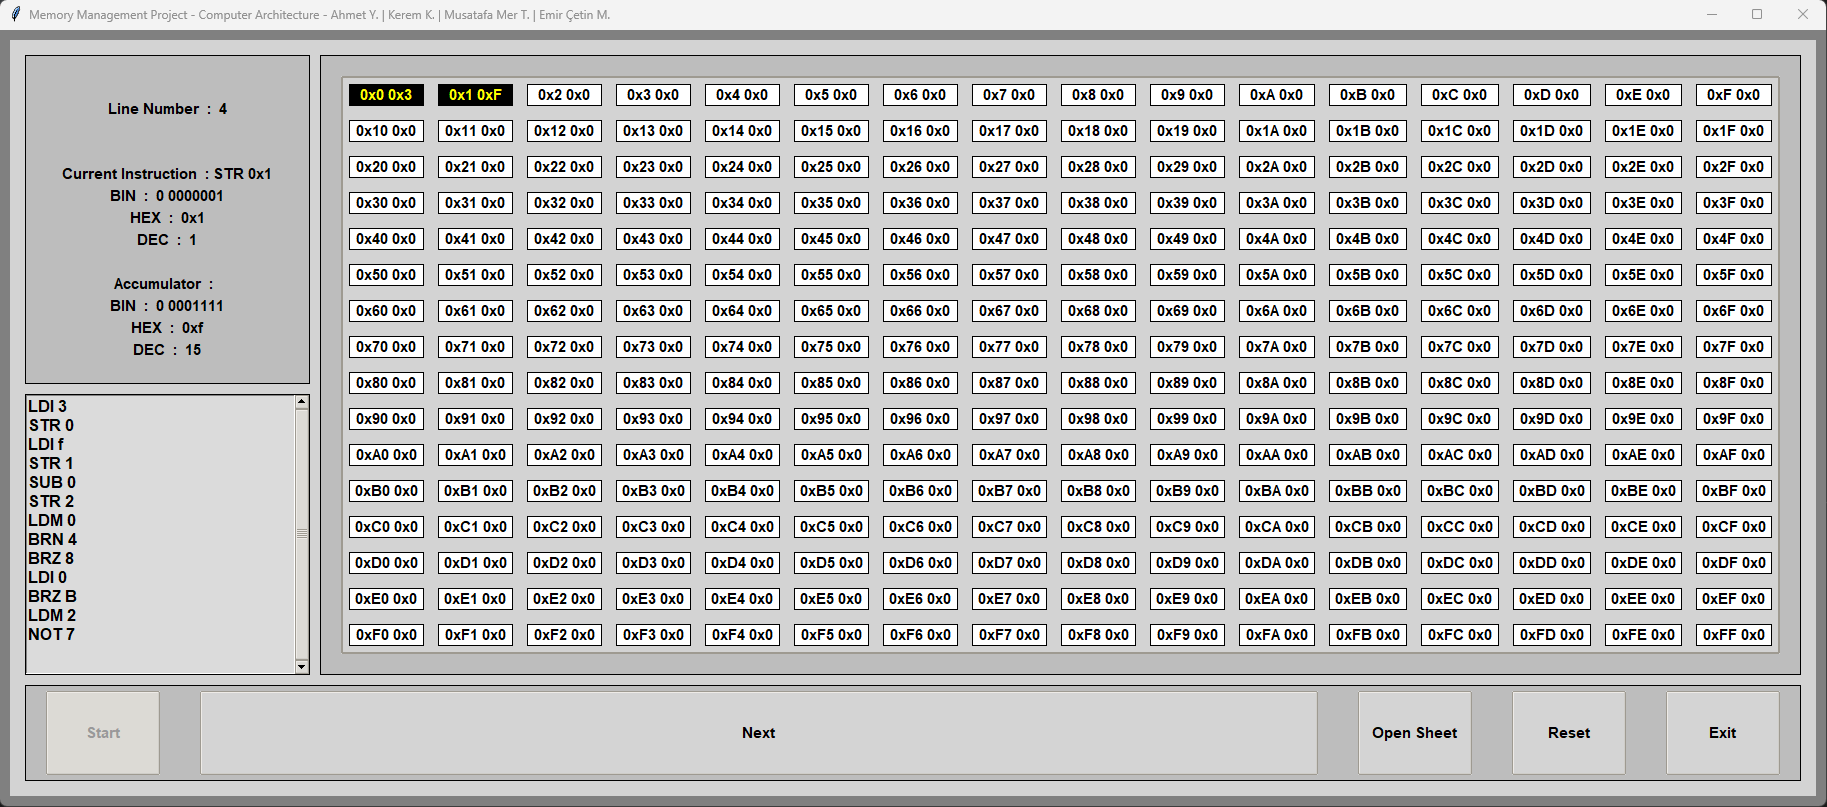 Memory Management Project - Computer Architecture - Ahmet Y. | Kerem K. | Musatafa Mer T. | Emir Çetin M.
Line Number : 4
Current Instruction : STR 0x1
BIN : 0 0000001
HEX : 0x1
DEC : 1
Accumulator :
BIN : 0 0001111
HEX : 0xf
DEC : 15
LDI 3
STR 0
LDI f
STR 1
SUB 0
STR 2
LDM 0
BRN 4
BRZ 8
LDI 0
BRZ B
LDM 2
NOT 7
0x0 0x3 0x1 0xF 0x2 0x0 0x3 0x0 0x4 0x0 0x5 0x0 0x6 0x0 0x7 0x0 0x8 0x0 0x9 0x0 0xA 0x0 0xB 0x0 0xC 0x0 0xD 0x0 0xE 0x0 0xF 0x0
0x10 0x0 0x11 0x0 0x12 0x0 0x13 0x0 0x14 0x0 0x15 0x0 0x16 0x0 0x17 0x0 0x18 0x0 0x19 0x0 0x1A 0x0 0x1B 0x0 0x1C 0x0 0x1D 0x0 0x1E 0x0 0x1F 0x0
0x20 0x0 0x21 0x0 0x22 0x0 0x23 0x0 0x24 0x0 0x25 0x0 0x26 0x0 0x27 0x0 0x28 0x0 0x29 0x0 0x2A 0x0 0x2B 0x0 0x2C 0x0 0x2D 0x0 0x2E 0x0 0x2F 0x0
0x30 0x0 0x31 0x0 0x32 0x0 0x33 0x0 0x34 0x0 0x35 0x0 0x36 0x0 0x37 0x0 0x38 0x0 0x39 0x0 0x3A 0x0 0x3B 0x0 0x3C 0x0 0x3D 0x0 0x3E 0x0 0x3F 0x0
0x40 0x0 0x41 0x0 0x42 0x0 0x43 0x0 0x44 0x0 0x45 0x0 0x46 0x0 0x47 0x0 0x48 0x0 0x49 0x0 0x4A 0x0 0x4B 0x0 0x4C 0x0 0x4D 0x0 0x4E 0x0 0x4F 0x0
0x50 0x0 0x51 0x0 0x52 0x0 0x53 0x0 0x54 0x0 0x55 0x0 0x56 0x0 0x57 0x0 0x58 0x0 0x59 0x0 0x5A 0x0 0x5B 0x0 0x5C 0x0 0x5D 0x0 0x5E 0x0 0x5F 0x0
0x60 0x0 0x61 0x0 0x62 0x0 0x63 0x0 0x64 0x0 0x65 0x0 0x66 0x0 0x67 0x0 0x68 0x0 0x69 0x0 0x6A 0x0 0x6B 0x0 0x6C 0x0 0x6D 0x0 0x6E 0x0 0x6F 0x0
0x70 0x0 0x71 0x0 0x72 0x0 0x73 0x0 0x74 0x0 0x75 0x0 0x76 0x0 0x77 0x0 0x78 0x0 0x79 0x0 0x7A 0x0 0x7B 0x0 0x7C 0x0 0x7D 0x0 0x7E 0x0 0x7F 0x0
0x80 0x0 0x81 0x0 0x82 0x0 0x83 0x0 0x84 0x0 0x85 0x0 0x86 0x0 0x87 0x0 0x88 0x0 0x89 0x0 0x8A 0x0 0x8B 0x0 0x8C 0x0 0x8D 0x0 0x8E 0x0 0x8F 0x0
0x90 0x0 0x91 0x0 0x92 0x0 0x93 0x0 0x94 0x0 0x95 0x0 0x96 0x0 0x97 0x0 0x98 0x0 0x99 0x0 0x9A 0x0 0x9B 0x0 0x9C 0x0 0x9D 0x0 0x9E 0x0 0x9F 0x0
0xA0 0x0 0xA1 0x0 0xA2 0x0 0xA3 0x0 0xA4 0x0 0xA5 0x0 0xA6 0x0 0xA7 0x0 0xA8 0x0 0xA9 0x0 0xAA 0x0 0xAB 0x0 0xAC 0x0 0xAD 0x0 0xAE 0x0 0xAF 0x0
0xB0 0x0 0xB1 0x0 0xB2 0x0 0xB3 0x0 0xB4 0x0 0xB5 0x0 0xB6 0x0 0xB7 0x0 0xB8 0x0 0xB9 0x0 0xBA 0x0 0xBB 0x0 0xBC 0x0 0xBD 0x0 0xBE 0x0 0xBF 0x0
0xC0 0x0 0xC1 0x0 0xC2 0x0 0xC3 0x0 0xC4 0x0 0xC5 0x0 0xC6 0x0 0xC7 0x0 0xC8 0x0 0xC9 0x0 0xCA 0x0 0xCB 0x0 0xCC 0x0 0xCD 0x0 0xCE 0x0 0xCF 0x0
0xD0 0x0 0xD1 0x0 0xD2 0x0 0xD3 0x0 0xD4 0x0 0xD5 0x0 0xD6 0x0 0xD7 0x0 0xD8 0x0 0xD9 0x0 0xDA 0x0 0xDB 0x0 0xDC 0x0 0xDD 0x0 0xDE 0x0 0xDF 0x0
0xE0 0x0 0xE1 0x0 0xE2 0x0 0xE3 0x0 0xE4 0x0 0xE5 0x0 0xE6 0x0 0xE7 0x0 0xE8 0x0 0xE9 0x0 0xEA 0x0 0xEB 0x0 0xEC 0x0 0xED 0x0 0xEE 0x0 0xEF 0x0
0xF0 0x0 0xF1 0x0 0xF2 0x0 0xF3 0x0 0xF4 0x0 0xF5 0x0 0xF6 0x0 0xF7 0x0 0xF8 0x0 0xF9 0x0 0xFA 0x0 0xFB 0x0 0xFC 0x0 0xFD 0x0 0xFE 0x0 0xFF 0x0
Start Next Open Sheet Reset Exit